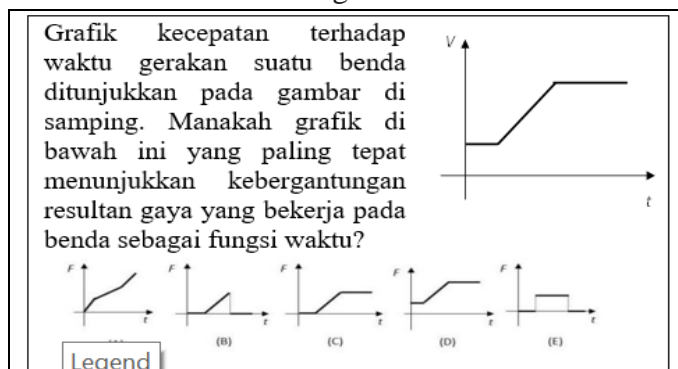 Grafik kecepatan terhadap
waktu gerakan suatu benda
ditunjukkan pada gambar di
samping. Manakah grafik di
bawah ini yang paling tepat
menunjukkan kebergantungan
resultan gaya yang bekerja pada
benda sebagai fungsi waktu?
V
t
F F F F F
t t t t t
(B) (C) (D) (E)
Legend